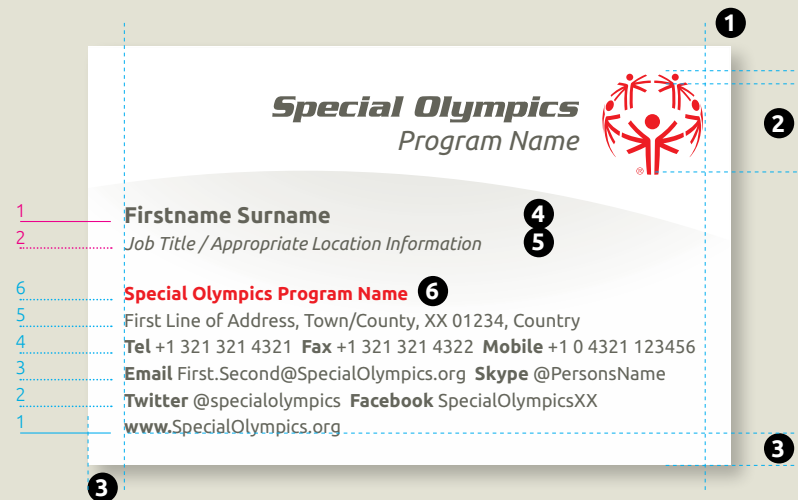 1
Special Olympics
Program Name
2
®
1 Firstname Surname 4
2 Job Title / Appropriate Location Information 5
6 Special Olympics Program Name 6
5 First Line of Address, Town/County, XX 01234, Country
4 Tel +1 321 321 4321 Fax +1 321 321 4322 Mobile +1 0 4321 123456
3 Email First.Second@SpecialOlympics.org Skype @PersonsName
2 Twitter @specialolympics Facebook SpecialOlympicsXX
1 www.SpecialOlympics.org
3
3